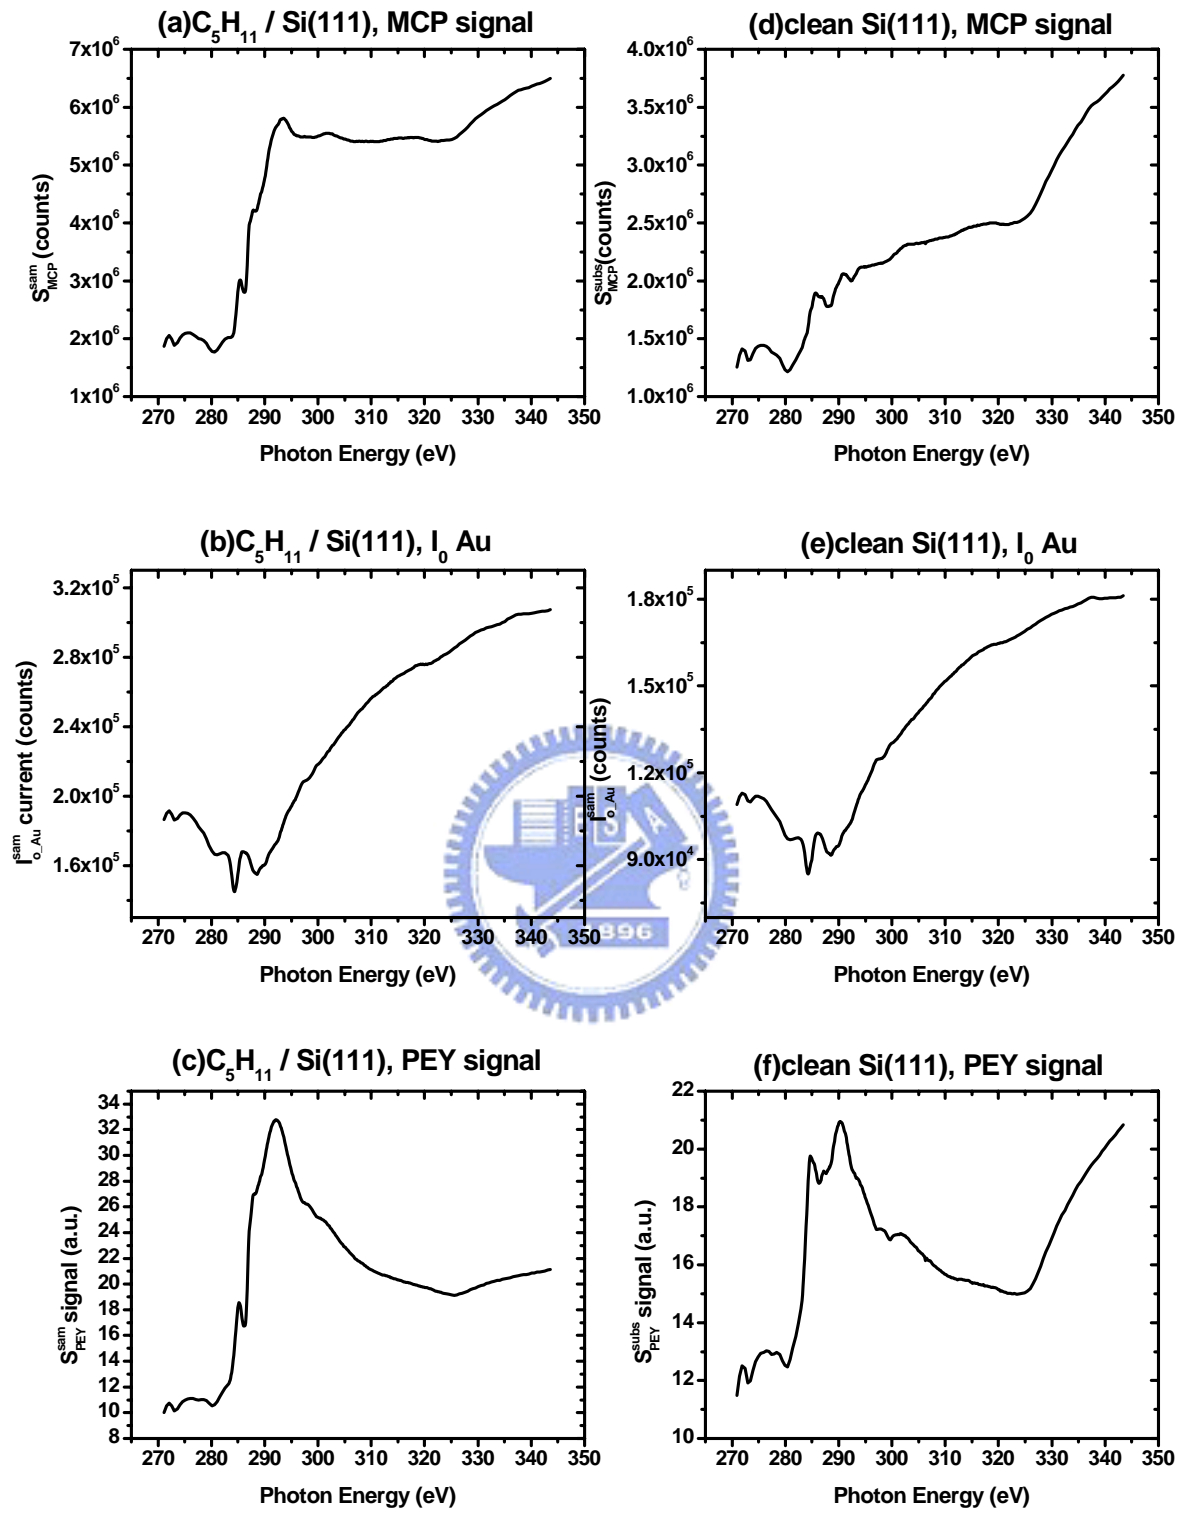 (a)C5H11 / Si(111), MCP signal
7x10^6
6x10^6
5x10^6
4x10^6
3x10^6
2x10^6
1x10^6
S^sam_MCP (counts)
270 280 290 300 310 320 330 340 350
Photon Energy (eV)
(d)clean Si(111), MCP signal
4.0x10^6
3.5x10^6
3.0x10^6
2.5x10^6
2.0x10^6
1.5x10^6
1.0x10^6
S^subs_MCP(counts)
270 280 290 300 310 320 330 340 350
Photon Energy (eV)
(b)C5H11 / Si(111), I0 Au
3.2x10^5
2.8x10^5
2.4x10^5
2.0x10^5
1.6x10^5
I^sam_o_Au current (counts)
270 280 290 300 310 320 330 340 350
Photon Energy (eV)
(e)clean Si(111), I0 Au
1.8x10^5
1.5x10^5
1.2x10^5
9.0x10^4
I^sam_o_Au (counts)
270 280 290 300 310 320 330 340 350
Photon Energy (eV)
1896
(c)C5H11 / Si(111), PEY signal
34
32
30
28
26
24
22
20
18
16
14
12
10
8
S^sam_PEY signal (a.u.)
270 280 290 300 310 320 330 340 350
Photon Energy (eV)
(f)clean Si(111), PEY signal
22
20
18
16
14
12
10
S^subs_PEY signal (a.u.)
270 280 290 300 310 320 330 340 350
Photon Energy (eV)